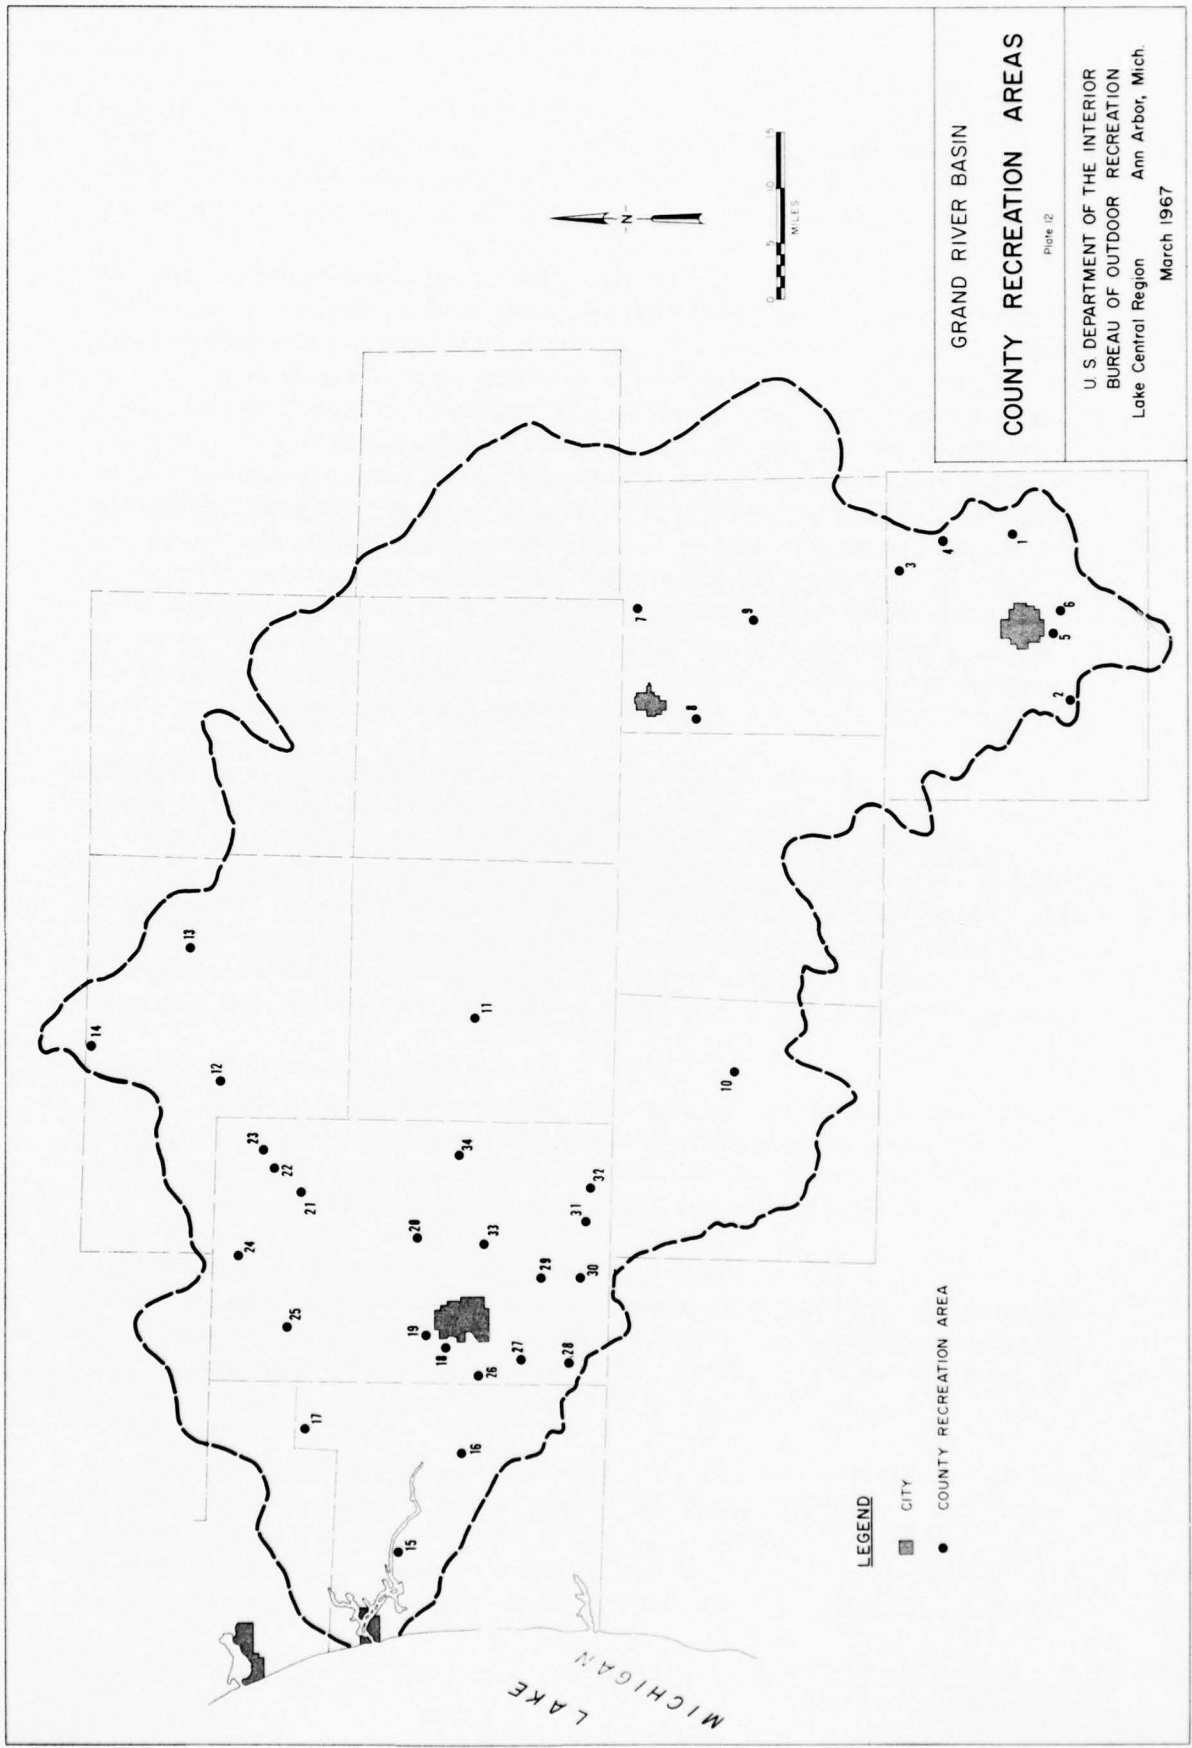 GRAND RIVER BASIN
COUNTY RECREATION AREAS
Plate 12
U. S DEPARTMENT OF THE INTERIOR
BUREAU OF OUTDOOR RECREATION
Lake Central Region Ann Arbor, Mich.
March 1967
-N-
0 5 10 15
MILES
LAKE
MICHIGAN
LEGEND
CITY
COUNTY RECREATION AREA
14
13
12
11
10
23
22
21
24
25
20
34
33
32
31
30
29
28
27
26
19
18
17
16
15
7
8
9
3
4
1
6
5
2